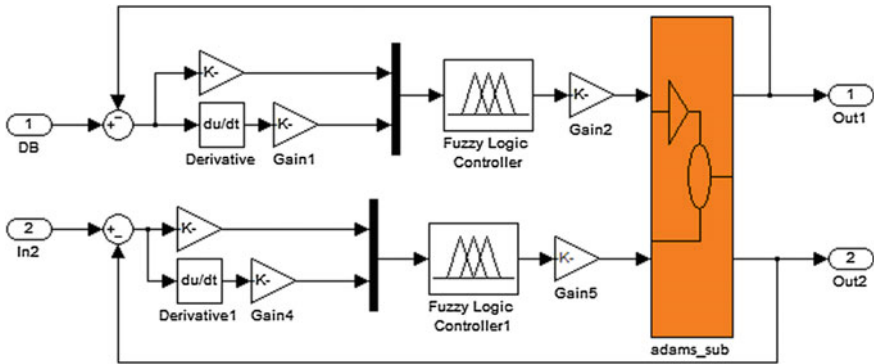 K-
1
DB
+
−
du/dt
Derivative
K-
Gain1
Fuzzy Logic
Controller
K-
Gain2
1
Out1
2
In2
+
−
K-
du/dt
Derivative1
K-
Gain4
Fuzzy Logic
Controller1
K-
Gain5
2
Out2
adams_sub